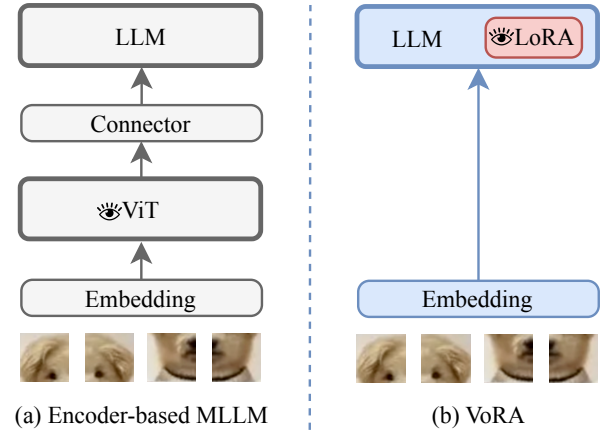 LLM
Connector
ViT
Embedding
(a) Encoder-based MLLM
LLM
LoRA
Embedding
(b) VoRA